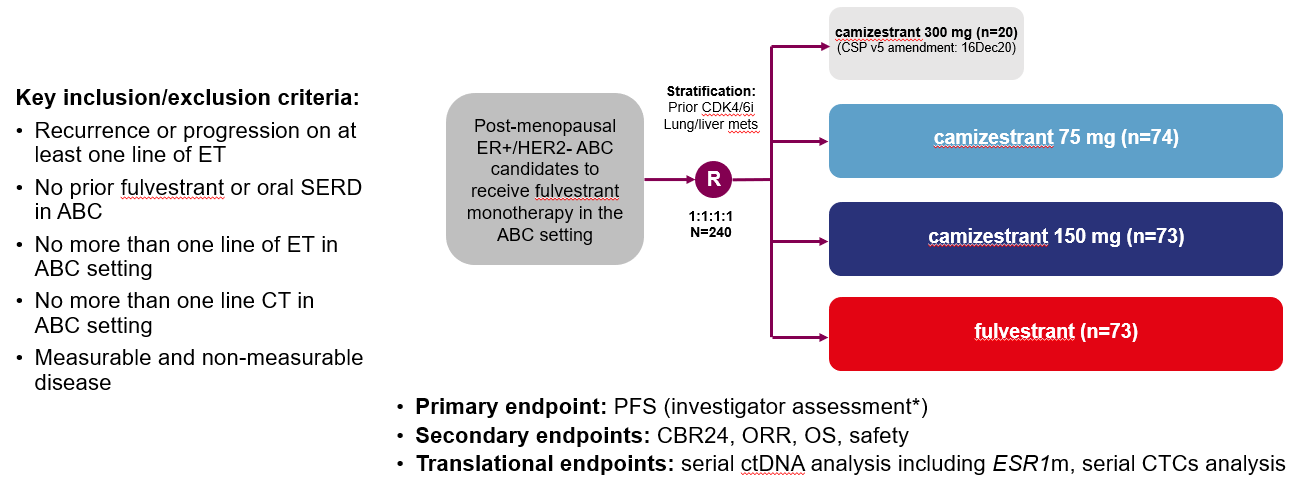 Key inclusion/exclusion criteria:
• Recurrence or progression on at
least one line of ET
• No prior fulvestrant or oral SERD
in ABC
• No more than one line of ET in
ABC setting
• No more than one line CT in
ABC setting
• Measurable and non-measurable
disease
Post-menopausal
ER+/HER2- ABC
candidates to
receive fulvestrant
monotherapy in the
ABC setting
Stratification:
Prior CDK4/6i
Lung/liver mets
R
1:1:1:1
N=240
camizestrant 300 mg (n=20)
(CSP v5 amendment: 16Dec20)
camizestrant 75 mg (n=74)
camizestrant 150 mg (n=73)
fulvestrant (n=73)
• Primary endpoint: PFS (investigator assessment*)
• Secondary endpoints: CBR24, ORR, OS, safety
• Translational endpoints: serial ctDNA analysis including ESR1m, serial CTCs analysis